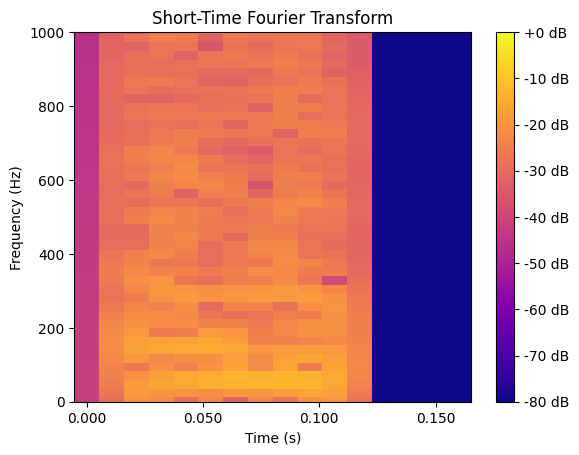 Short-Time Fourier Transform
1000
800
600
400
200
0
Frequency (Hz)
0.000
0.050
0.100
0.150
Time (s)
+0 dB
-10 dB
-20 dB
-30 dB
-40 dB
-50 dB
-60 dB
-70 dB
-80 dB